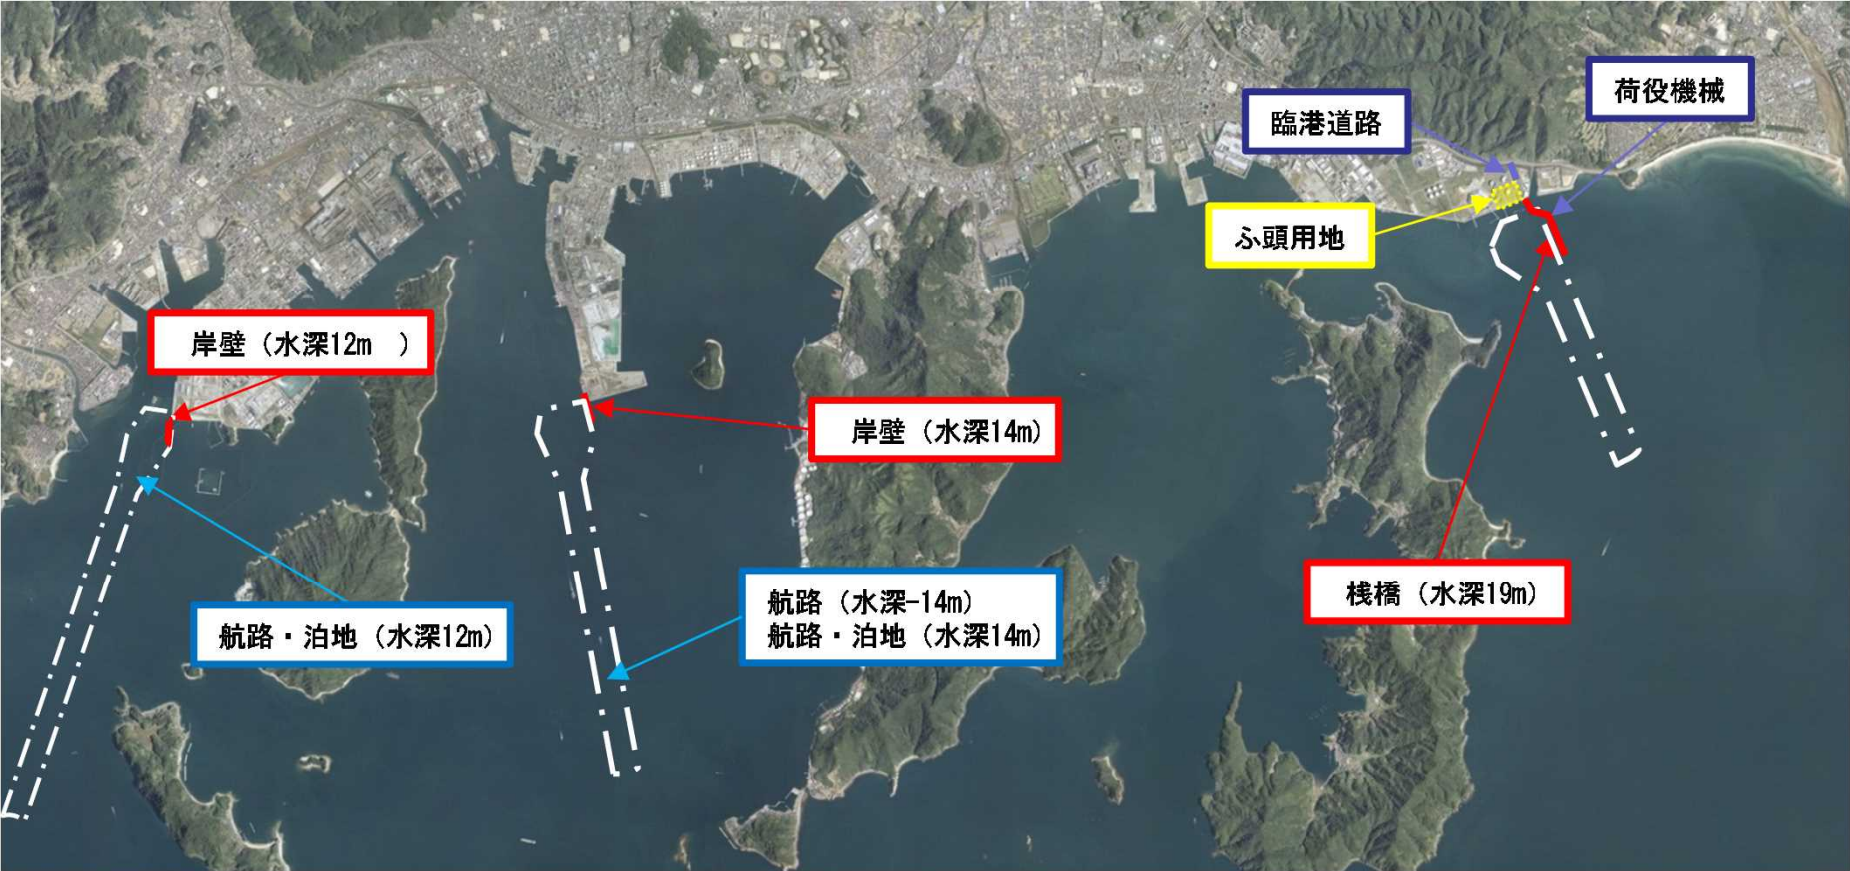 荷役機械
臨港道路
ふ頭用地
岸壁（水深12m　）
岸壁（水深14m）
航路・泊地（水深12m）
航路（水深-14m）
航路・泊地（水深14m）
桟橋（水深19m）